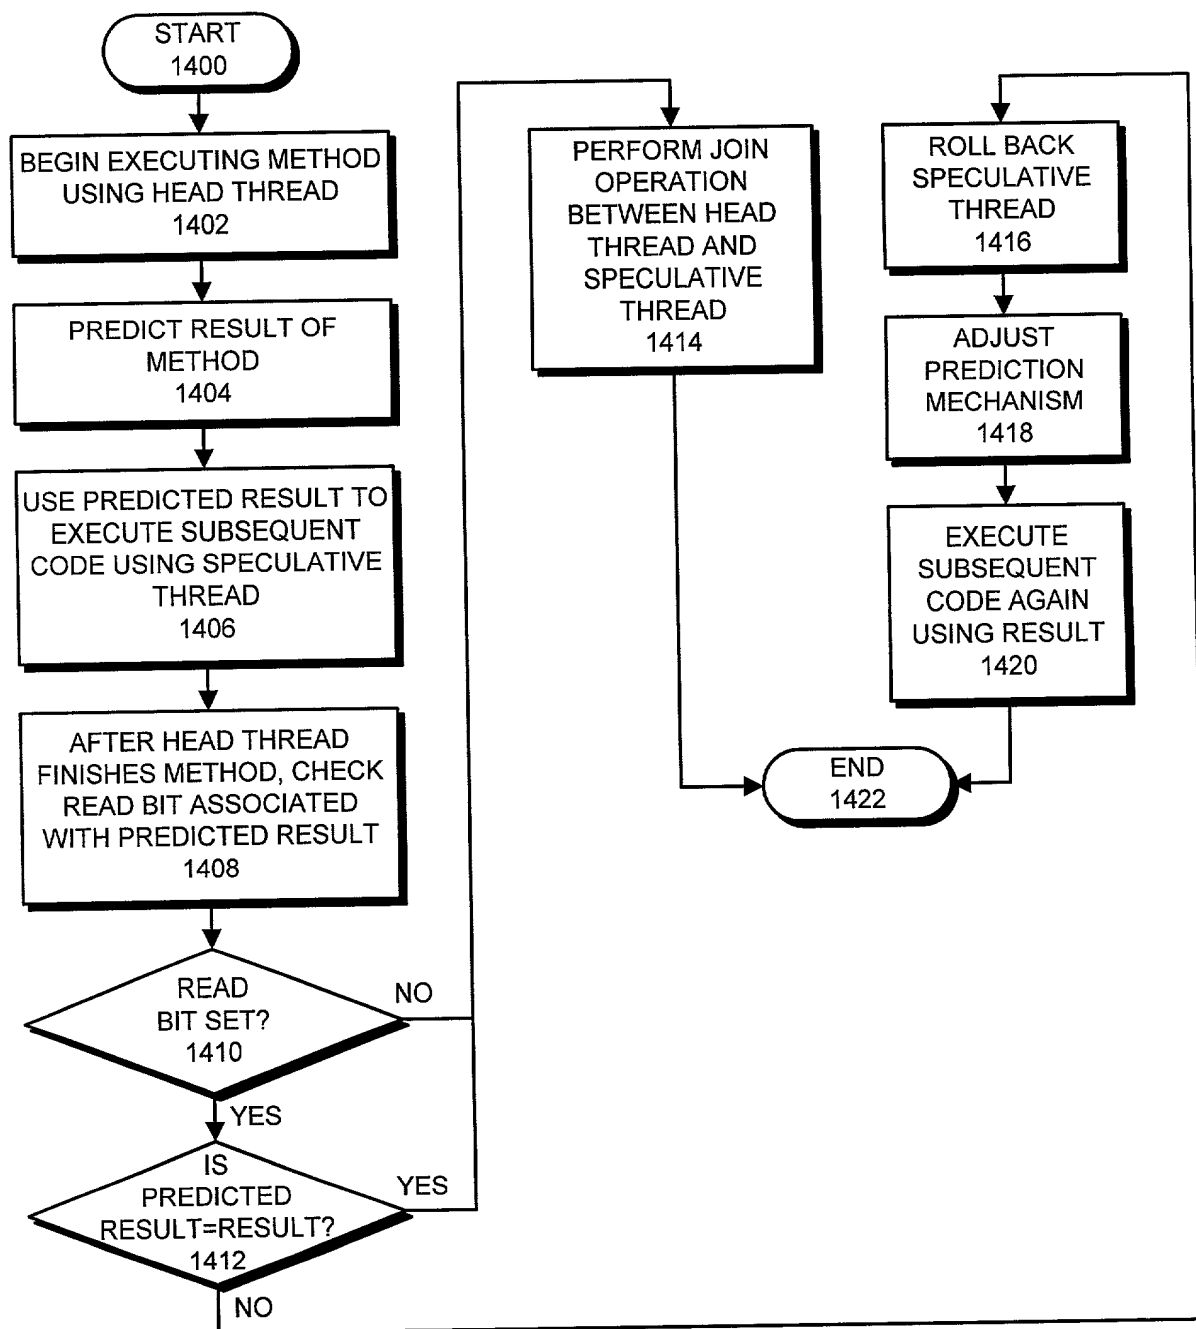 START
1400
BEGIN EXECUTING METHOD
USING HEAD THREAD
1402
PREDICT RESULT OF
METHOD
1404
USE PREDICTED RESULT TO
EXECUTE SUBSEQUENT
CODE USING SPECULATIVE
THREAD
1406
AFTER HEAD THREAD
FINISHES METHOD, CHECK
READ BIT ASSOCIATED
WITH PREDICTED RESULT
1408
READ
BIT SET?
1410
NO
YES
IS
PREDICTED
RESULT=RESULT?
1412
YES
NO
PERFORM JOIN
OPERATION
BETWEEN HEAD
THREAD AND
SPECULATIVE
THREAD
1414
ROLL BACK
SPECULATIVE
THREAD
1416
ADJUST
PREDICTION
MECHANISM
1418
EXECUTE
SUBSEQUENT
CODE AGAIN
USING RESULT
1420
END
1422